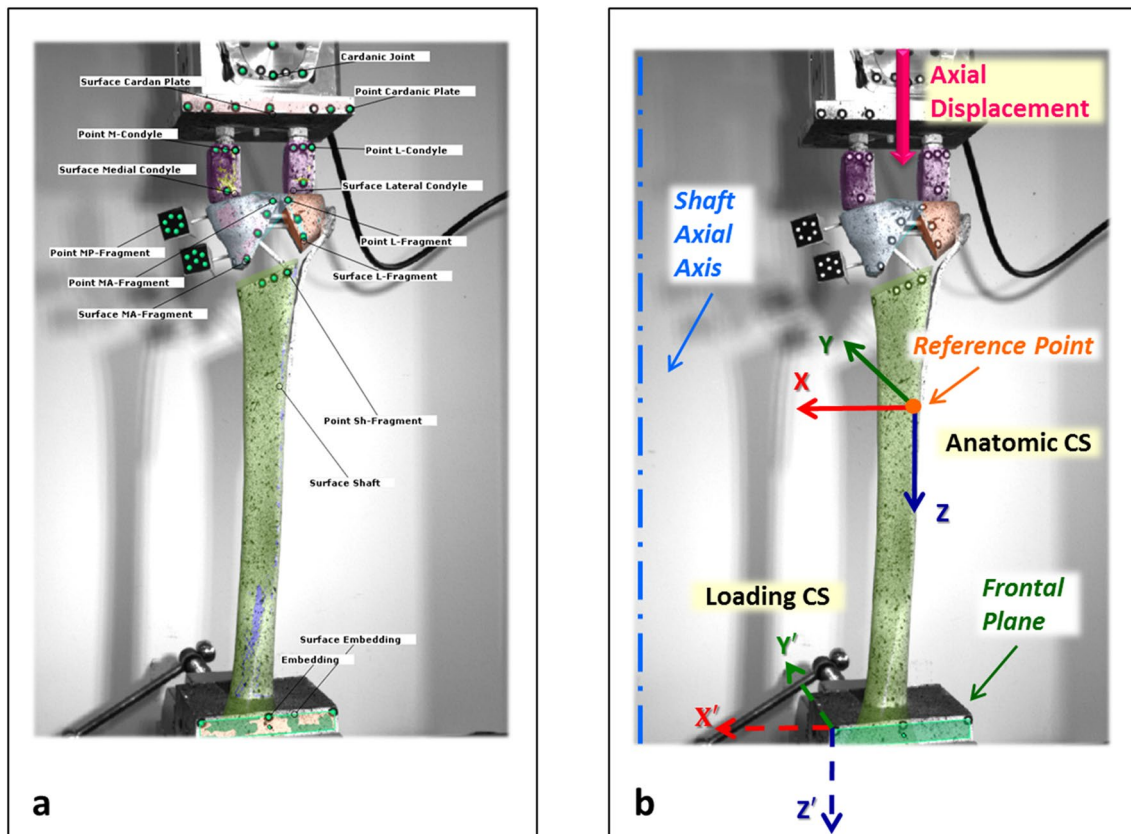 Cardanic Joint
Surface Cardan Plate
Point Cardanic Plate
Point M-Condyle
Point L-Condyle
Surface Medial Condyle
Surface Lateral Condyle
Point MP-Fragment
Point L-Fragment
Point MA-Fragment
Surface L-Fragment
Surface MA-Fragment
Point Sh-Fragment
Surface Shaft
Surface Embedding
Embedding
a
Axial
Displacement
Shaft
Axial
Axis
Y
Reference Point
X
Anatomic CS
Z
Loading CS
Frontal
Plane
Y'
X'
Z'
b